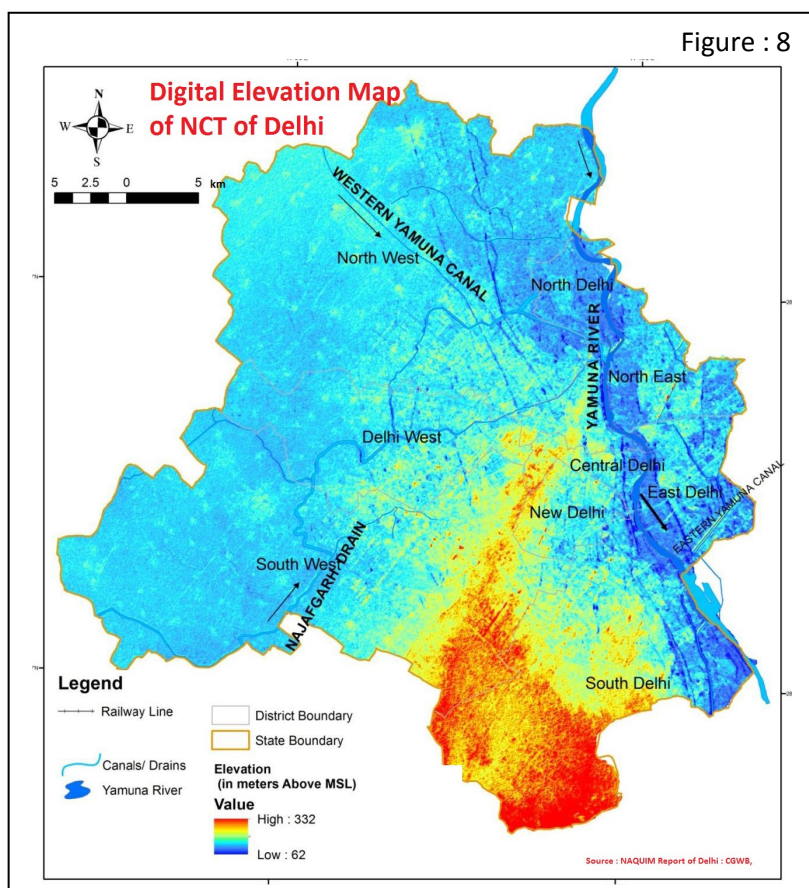 Figure : 8
Digital Elevation Map
of NCT of Delhi
N
W E
S
5 2.5 0 5 km
WESTERN YAMUNA CANAL
North West
North Delhi
YAMUNA RIVER
North East
Delhi West
Central Delhi
East Delhi
New Delhi
EASTERN YAMUNA CANAL
South West
NAJAFGARH DRAIN
South Delhi
Legend
Railway Line
Canals/ Drains
Yamuna River
District Boundary
State Boundary
Elevation
(in meters Above MSL)
Value
High : 332
Low : 62
Source : NAQUIM Report of Delhi : CGWB,